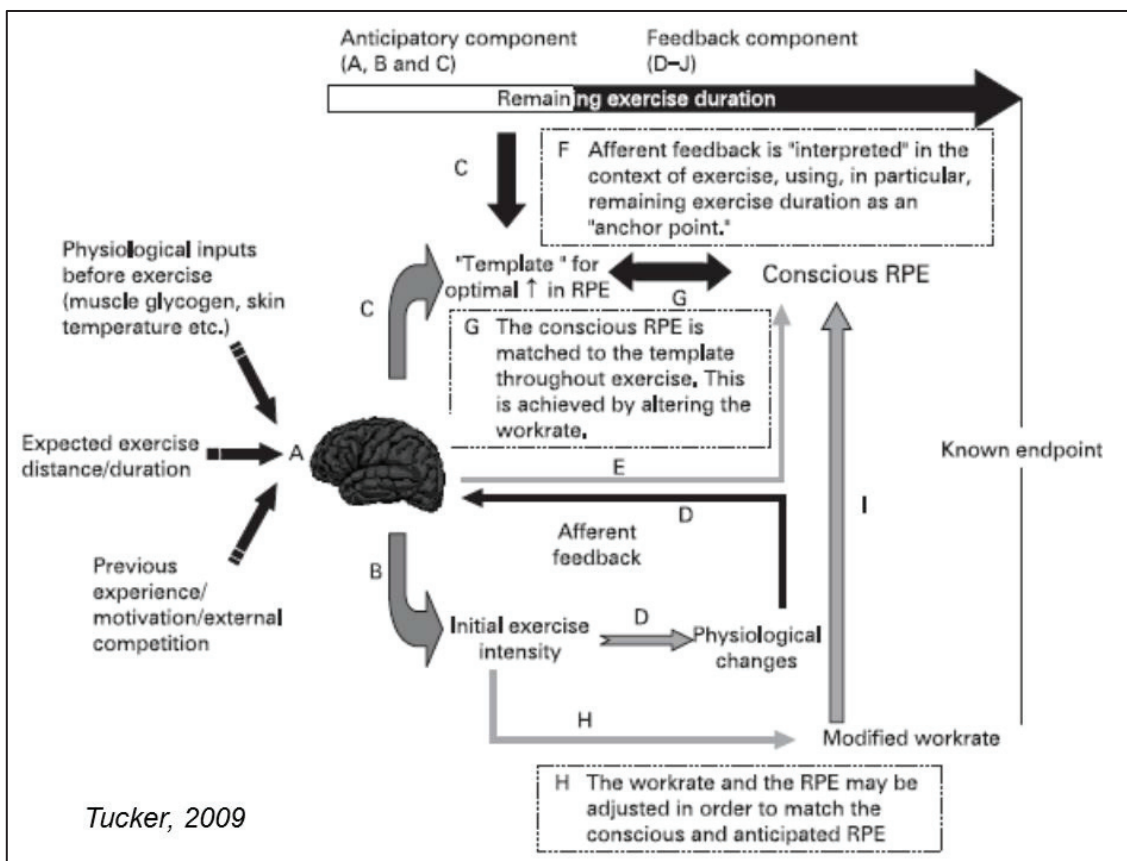 Anticipatory component
(A, B and C)
Feedback component
(D–J)
Remaining exercise duration
C
F Afferent feedback is "interpreted" in the
context of exercise, using, in particular,
remaining exercise duration as an
"anchor point."
Physiological inputs
before exercise
(muscle glycogen, skin
temperature etc.)
C
"Template " for
optimal ↑ in RPE
G
Conscious RPE
G The conscious RPE is
matched to the template
throughout exercise. This
is achieved by altering the
workrate.
Expected exercise
distance/duration
A
Known endpoint
E
D
I
Afferent
feedback
Previous
experience/
motivation/external
competition
B
Initial exercise
intensity
D
Physiological
changes
H
Modified workrate
H The workrate and the RPE may be
adjusted in order to match the
conscious and anticipated RPE
Tucker, 2009